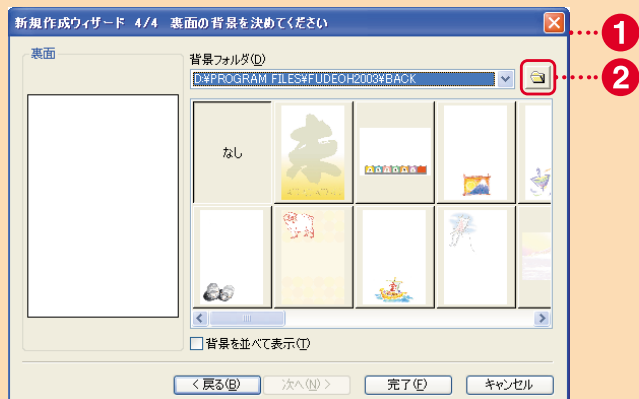 新規作成ウィザード 4/4 裏面の背景を決めてください
1
裏面
背景フォルダ(D)
D:¥PROGRAM FILES¥FUDEOH2003¥BACK
2
なし
未
背景を並べて表示(T)
< 戻る(B)
次へ(N) >
完了(F)
キャンセル